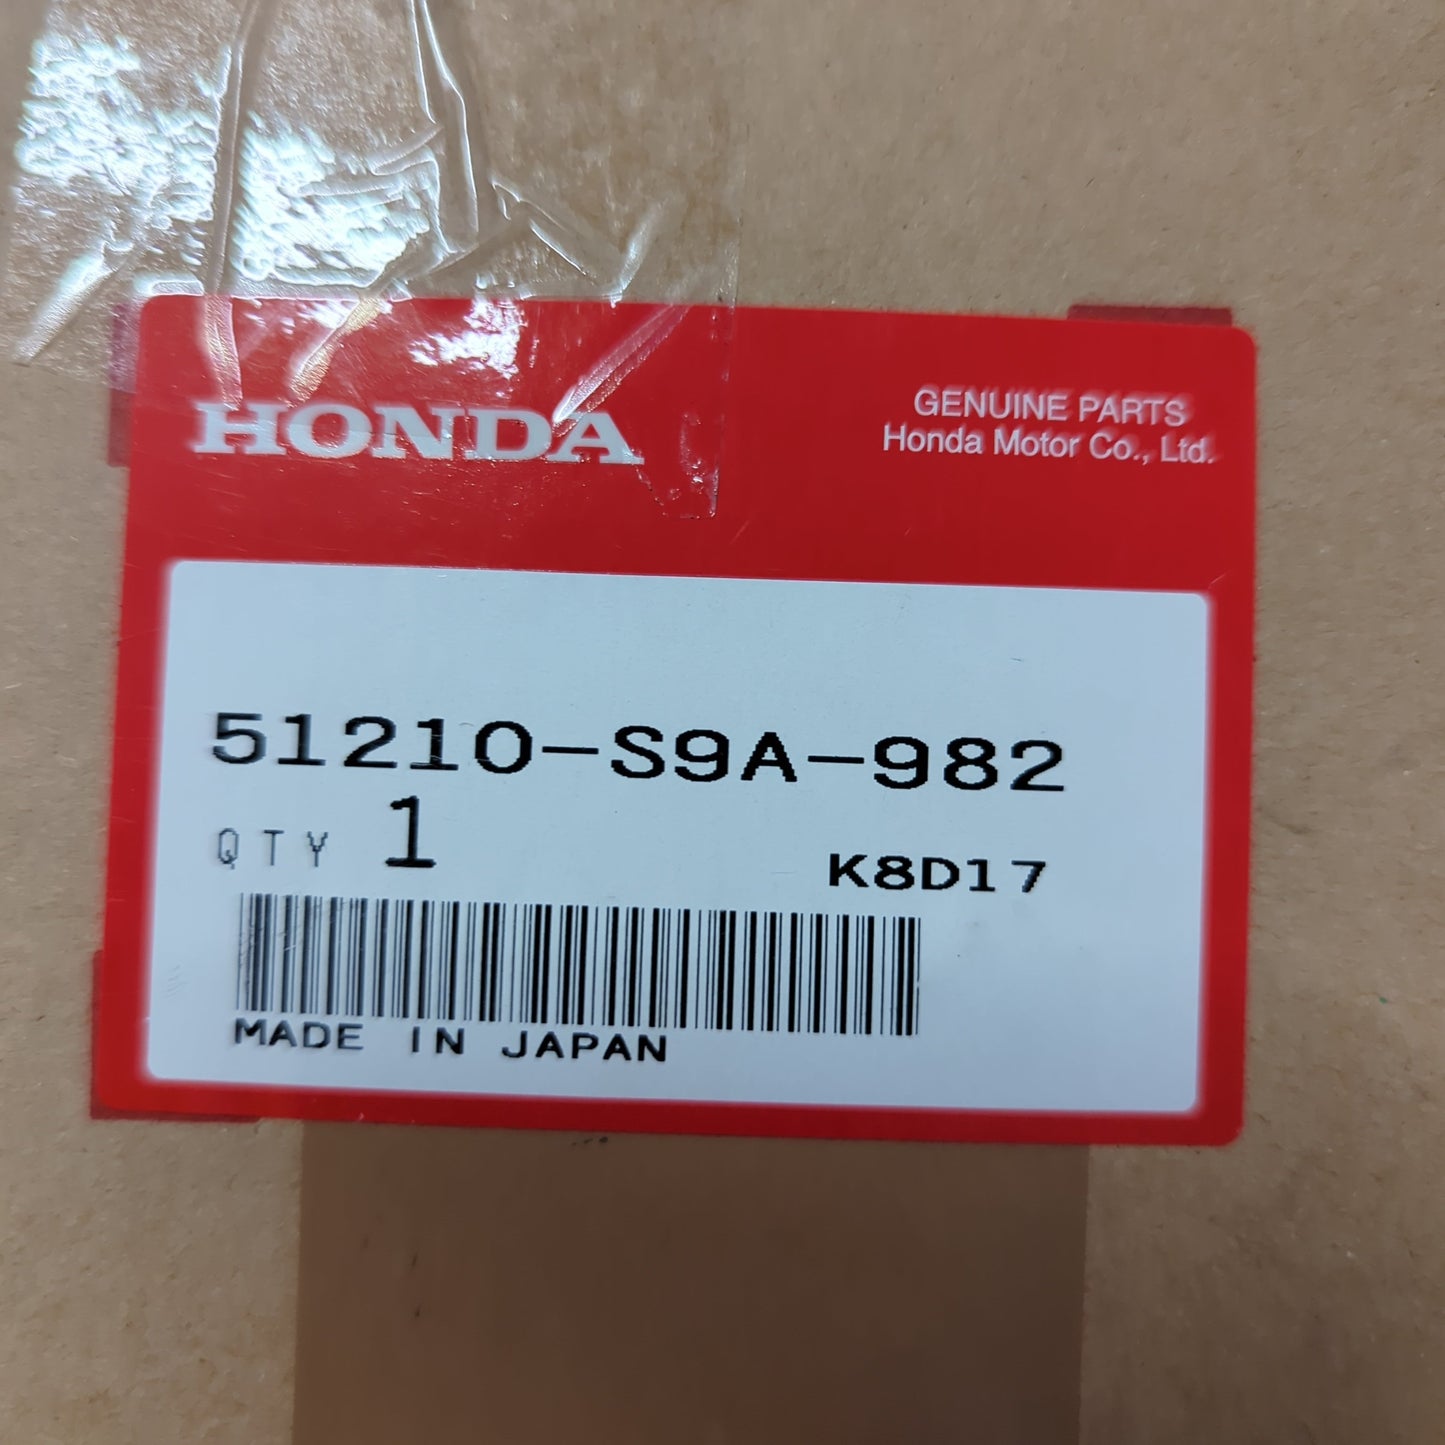 HONDA
GENUINE PARTS
Honda Motor Co., Ltd.
51210-S9A-982
QTY 1
K8D17
MADE IN JAPAN